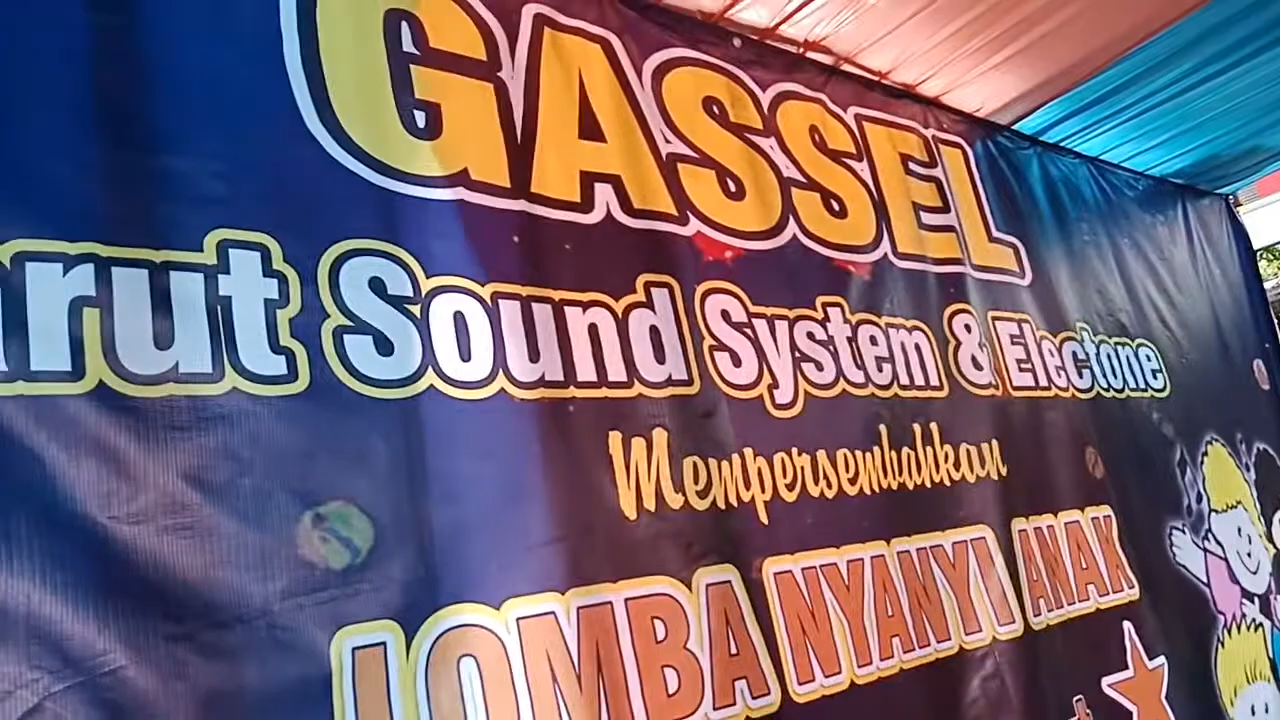 GASSEL
Sound System & Electone
Mempersembahkan
LOMBA NYANYI ANAK